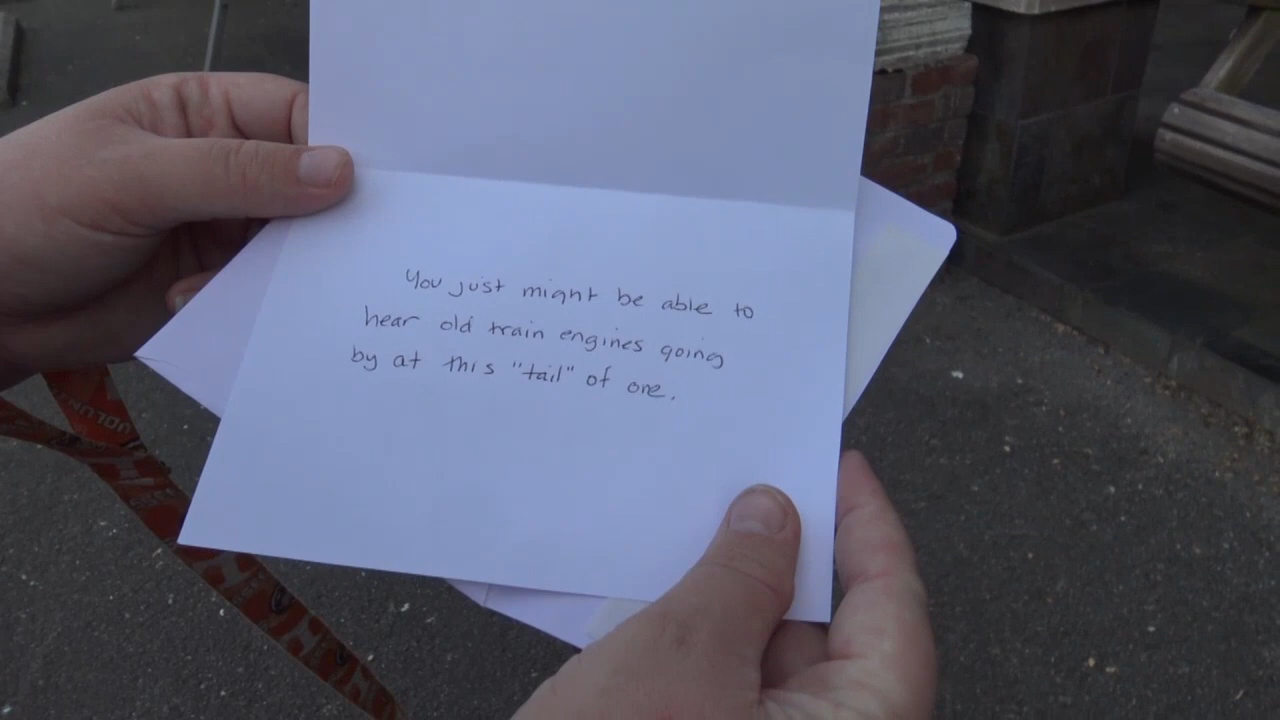 You just might be able to
hear old train engines going
by at this "tail" of one.